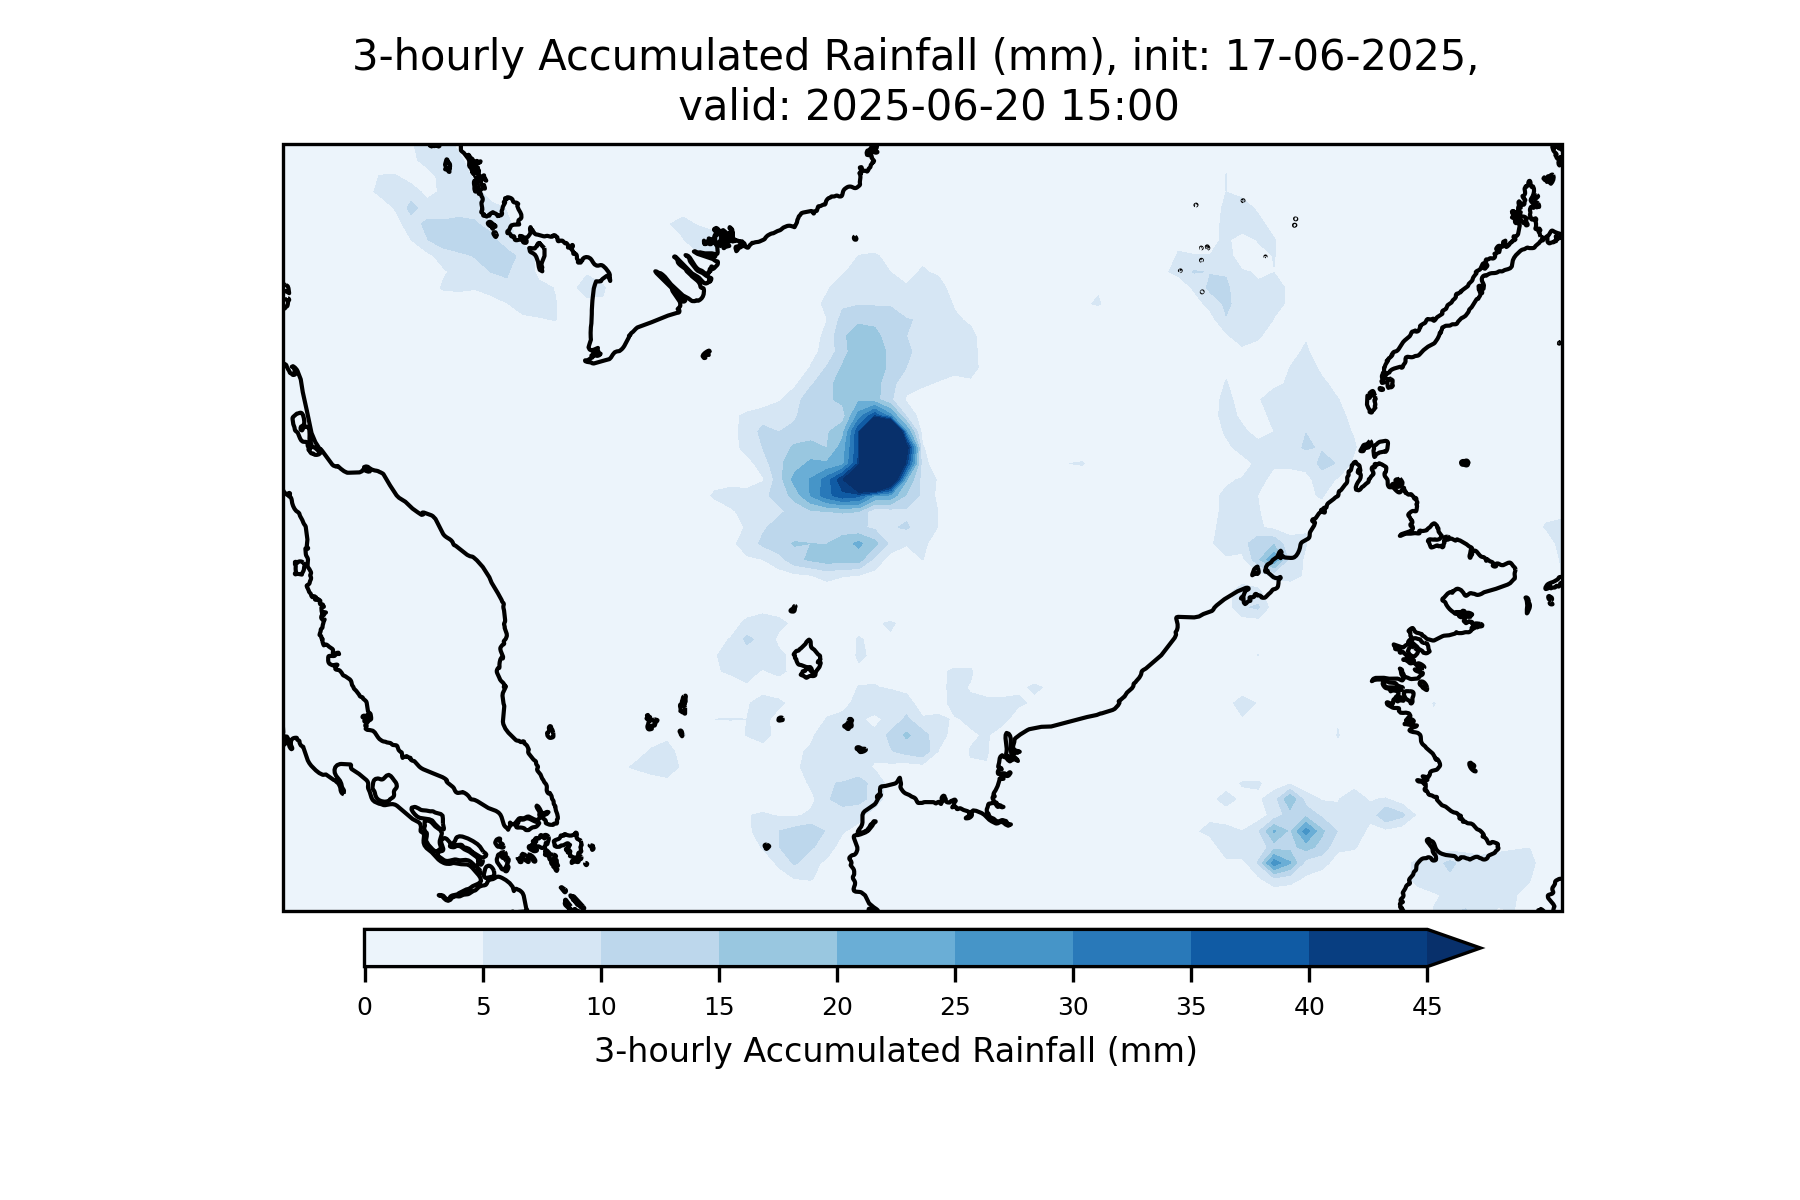 3-hourly Accumulated Rainfall (mm), init: 17-06-2025,
valid: 2025-06-20 15:00
0 5 10 15 20 25 30 35 40 45
3-hourly Accumulated Rainfall (mm)